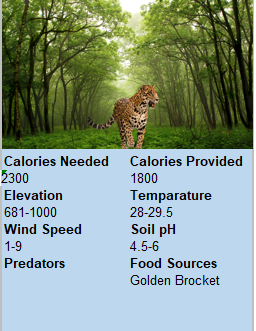 Calories Needed Calories Provided
2300 1800
Elevation Temparature
681-1000 28-29.5
Wind Speed Soil pH
1-9 4.5-6
Predators Food Sources
Golden Brocket